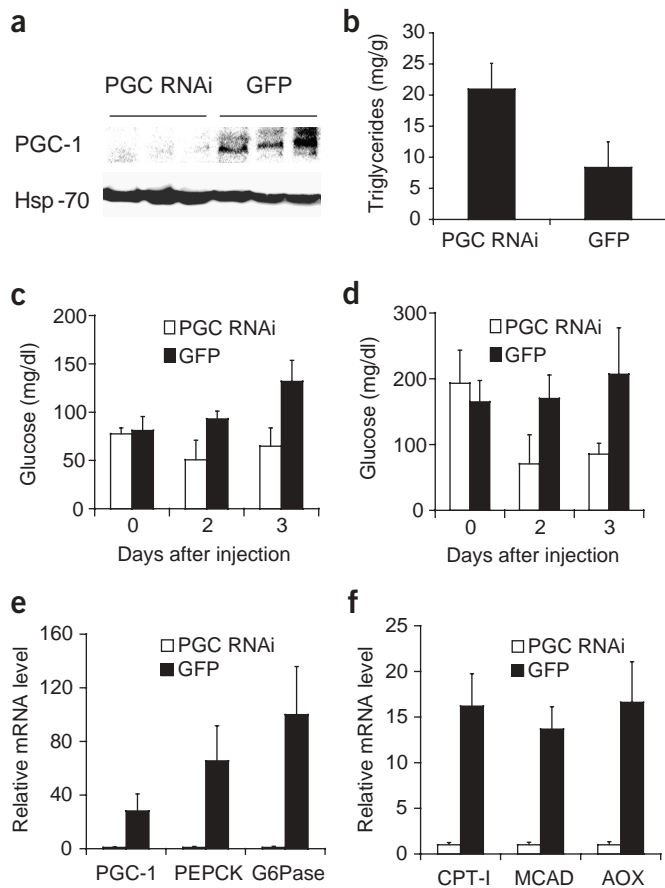 a
PGC RNAi GFP
PGC-1
Hsp-70
b
Triglycerides (mg/g)
30
25
20
15
10
5
0
PGC RNAi GFP
c
Glucose (mg/dl)
200
150
100
50
0
PGC RNAi
GFP
0 2 3
Days after injection
d
Glucose (mg/dl)
300
200
100
0
PGC RNAi
GFP
0 2 3
Days after injection
e
Relative mRNA level
160
120
80
40
0
PGC RNAi
GFP
PGC-1 PEPCK G6Pase
f
Relative mRNA level
25
20
15
10
5
0
PGC RNAi
GFP
CPT-I MCAD AOX